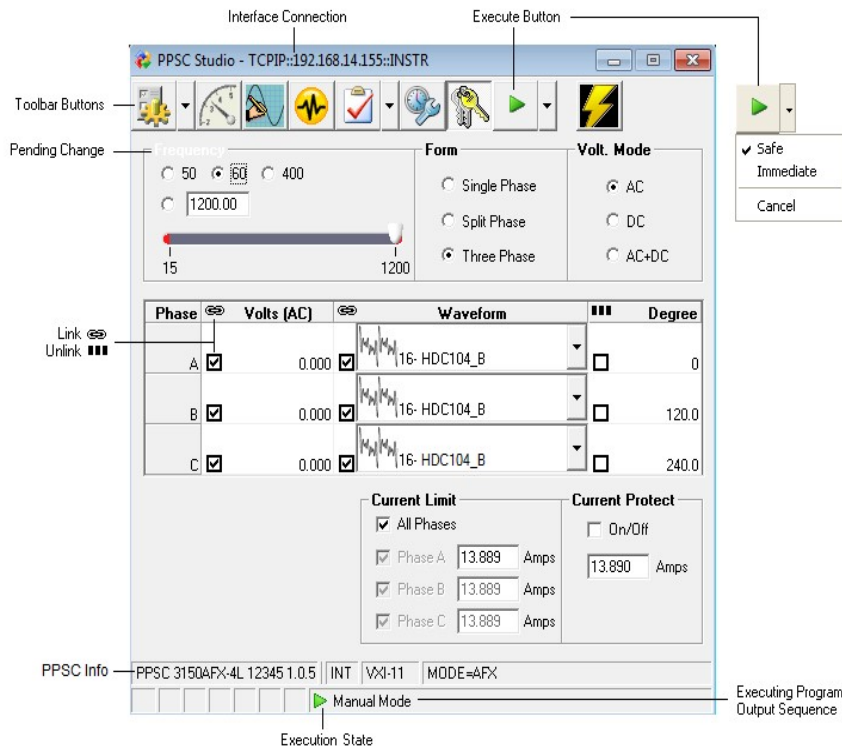 Interface Connection
Execute Button
PPSC Studio - TCPIP::192.168.14.155::INSTR
Toolbar Buttons
Safe
Immediate
Cancel
Pending Change
Frequency
50 60 400
1200.00
15 1200
Form
Single Phase
Split Phase
Three Phase
Volt. Mode
AC
DC
AC+DC
Link
Unlink
Phase Volts (AC) Waveform Degree
A 0.000 16- HDC104_B 0
B 0.000 16- HDC104_B 120.0
C 0.000 16- HDC104_B 240.0
Current Limit
All Phases
Phase A 13.889 Amps
Phase B 13.889 Amps
Phase C 13.889 Amps
Current Protect
On/Off
13.890 Amps
PPSC Info
PPSC 3150AFX-4L 12345 1.0.5 INT VXI-11 MODE=AFX
Manual Mode
Executing Program
Output Sequence
Execution State